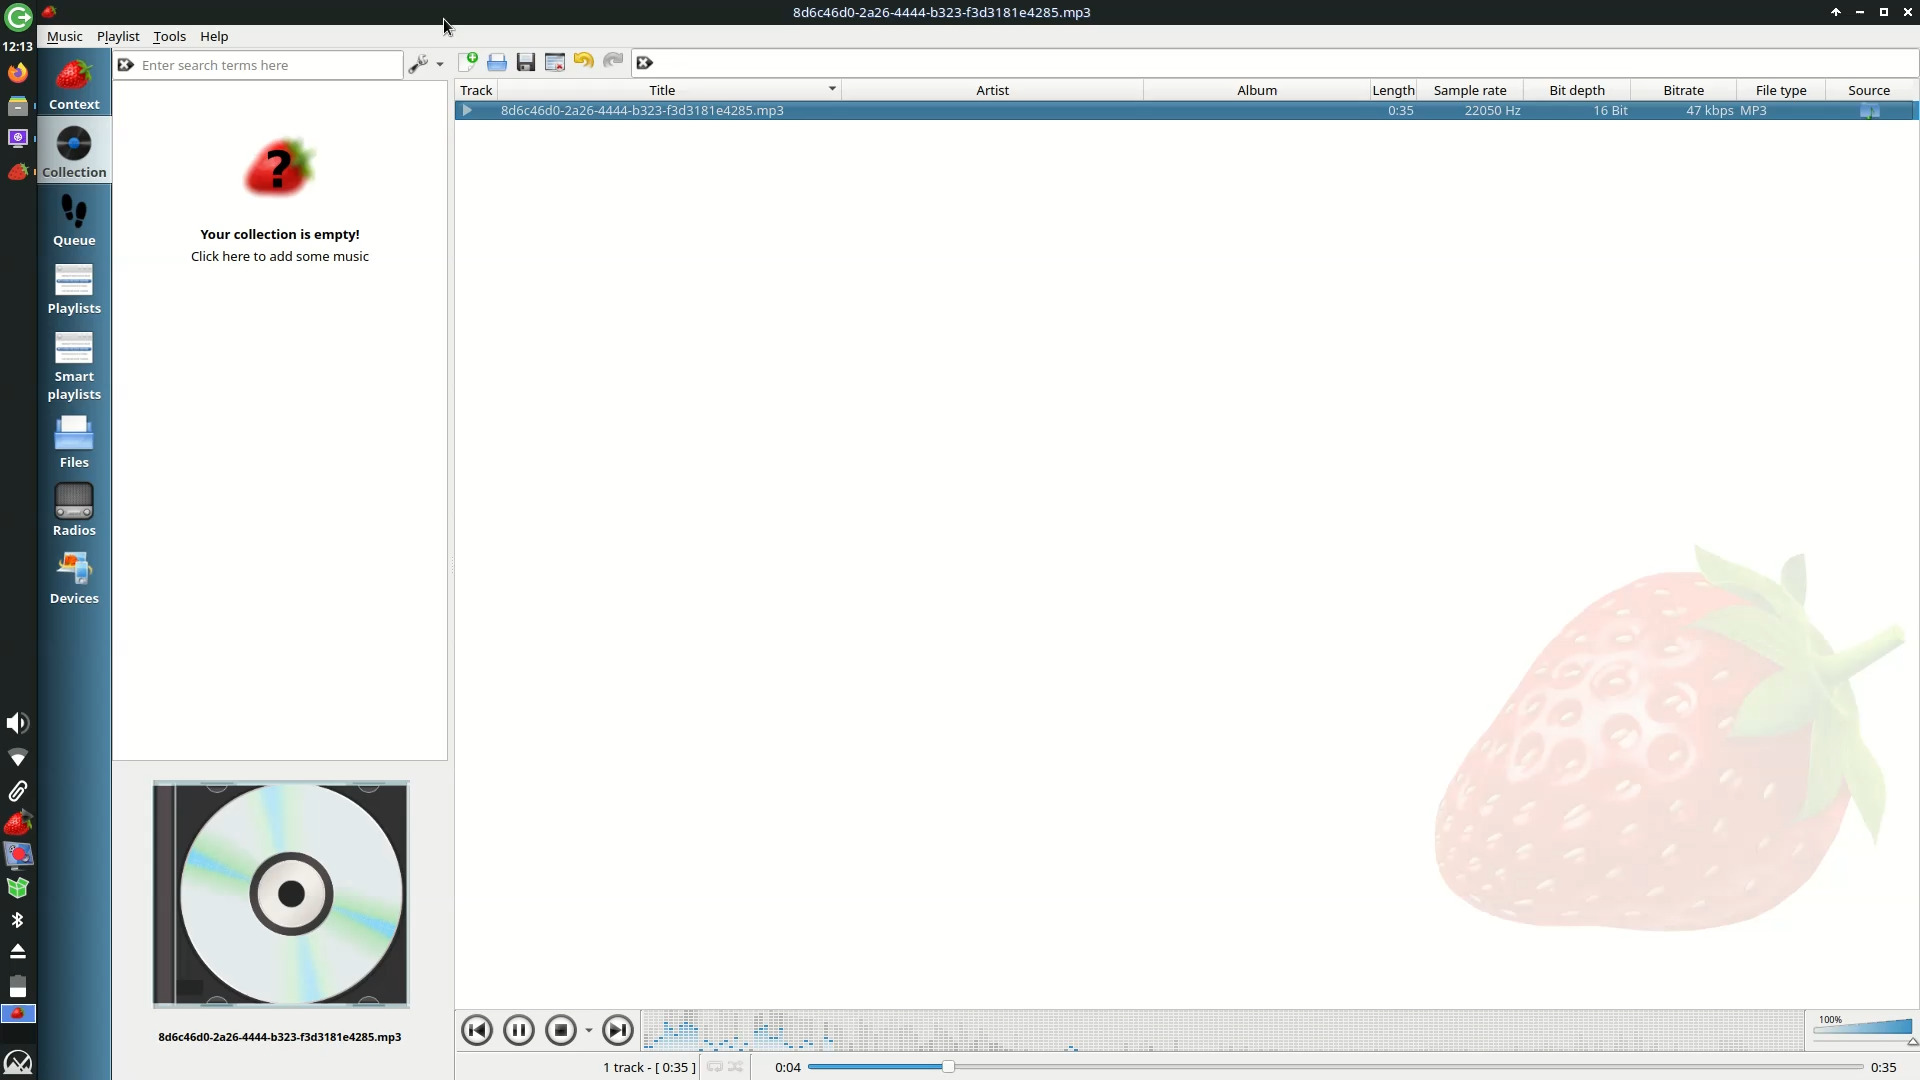 8d6c46d0-2a26-4444-b323-f3d3181e4285.mp3
12:13
Music Playlist Tools Help
Enter search terms here
Track Title Artist Album Length Sample rate Bit depth Bitrate File type Source
8d6c46d0-2a26-4444-b323-f3d3181e4285.mp3 0:35 22050 Hz 16 Bit 47 kbps MP3
Context
Collection
Queue
Playlists
Smart
playlists
Files
Radios
Devices
?
Your collection is empty!
Click here to add some music
8d6c46d0-2a26-4444-b323-f3d3181e4285.mp3
100%
1 track - [ 0:35 ] 0:04 0:35